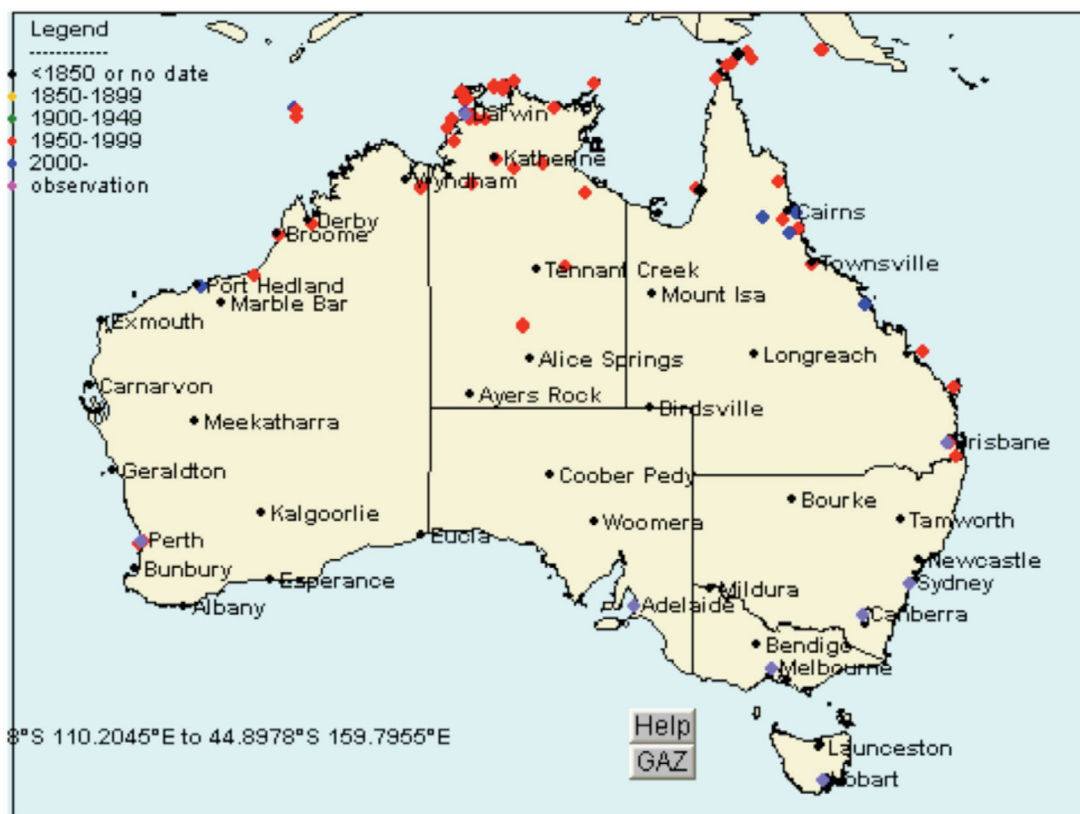 Legend
-----------
<1850 or no date
1850-1899
1900-1949
1950-1999
2000-
observation
Darwin
Katherine
Wyndham
Derby
Broome
Cairns
Port Hedland
Marble Bar
Tennant Creek
Townsville
Mount Isa
Exmouth
Alice Springs
Longreach
Carnarvon
Ayers Rock
Birdsville
Meekatharra
Brisbane
Geraldton
Coober Pedy
Bourke
Kalgoorlie
Woomera
Tamworth
Perth
Eucla
Bunbury
Esperance
Newcastle
Sydney
Mildura
Albany
Adelaide
Canberra
Bendigo
Melbourne
8°S 110.2045°E to 44.8978°S 159.7955°E
Help
GAZ
Launceston
Hobart